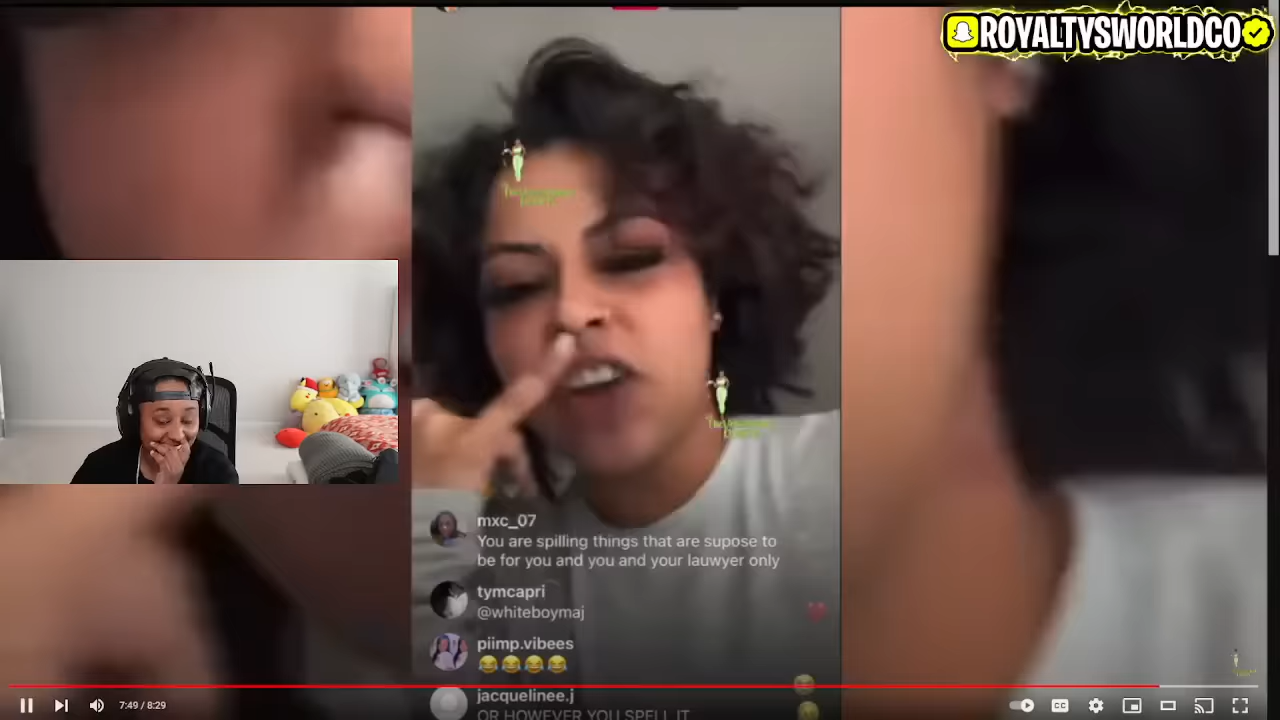 ROYALTYSWORLDCO
mxc_07
You are spilling things that are supose to
be for you and you and your lauwyer only
tymcapri
@whiteboymaj
piimp.vibees
😂😂😂😂
jacquelinee.j
OR HOWEVER YOU SPELL IT
7:49 / 8:29
CC